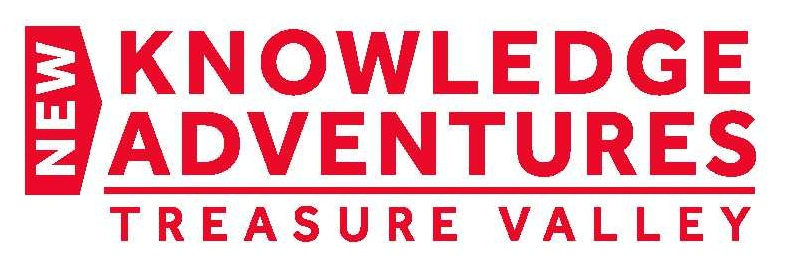 NEW
KNOWLEDGE
ADVENTURES
TREASURE VALLEY